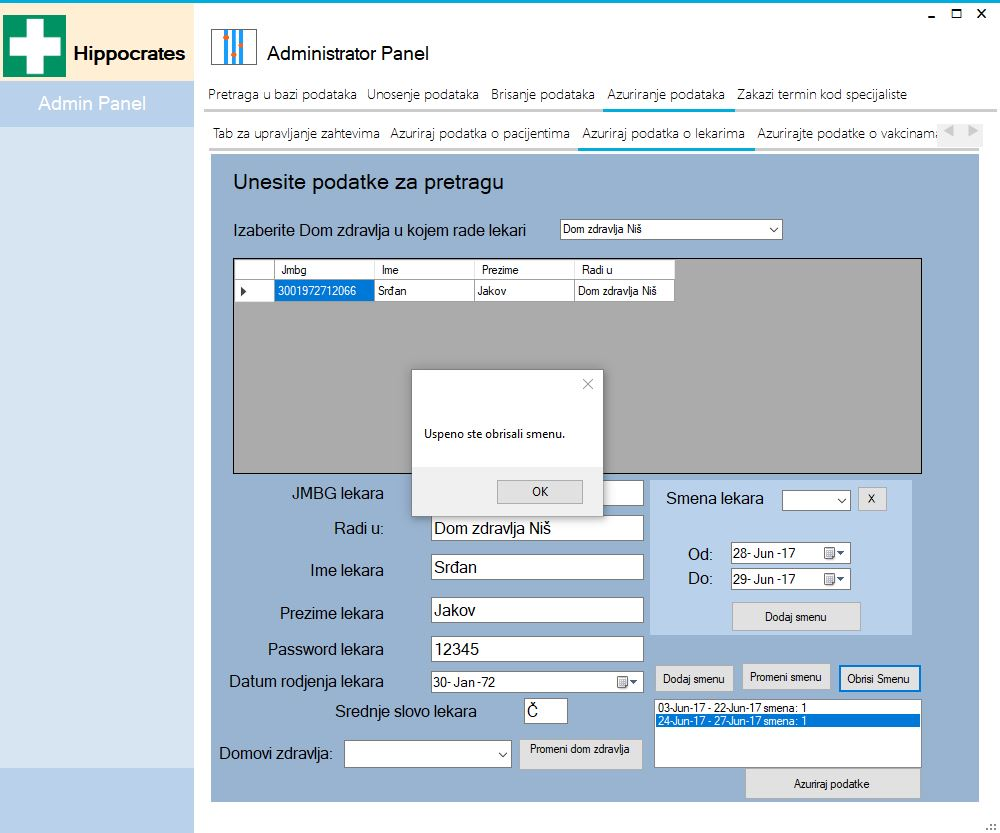 Hippocrates
Administrator Panel
Admin Panel
Pretraga u bazi podataka Unosenje podataka Brisanje podataka Azuriranje podataka Zakazi termin kod specijaliste
Tab za upravljanje zahtevima Azuriraj podatka o pacijentima Azuriraj podatka o lekarima Azurirajte podatke o vakcinama
Unesite podatke za pretragu
Izaberite Dom zdravlja u kojem rade lekari Dom zdravlja Niš
Jmbg Ime Prezime Radi u
3001972712066 Srđan Jakov Dom zdravlja Niš
Uspeno ste obrisali smenu.
OK
JMBG lekara
Radi u: Dom zdravlja Niš
Ime lekara Srđan
Prezime lekara Jakov
Password lekara 12345
Datum rodjenja lekara 30- Jan -72
Srednje slovo lekara Č
Domovi zdravlja: Promeni dom zdravlja
Smena lekara X
Od: 28- Jun -17
Do: 29- Jun -17
Dodaj smenu
Dodaj smenu Promeni smenu Obrisi Smenu
03-Jun-17 - 22-Jun-17 smena: 1
24-Jun-17 - 27-Jun-17 smena: 1
Azuriraj podatke